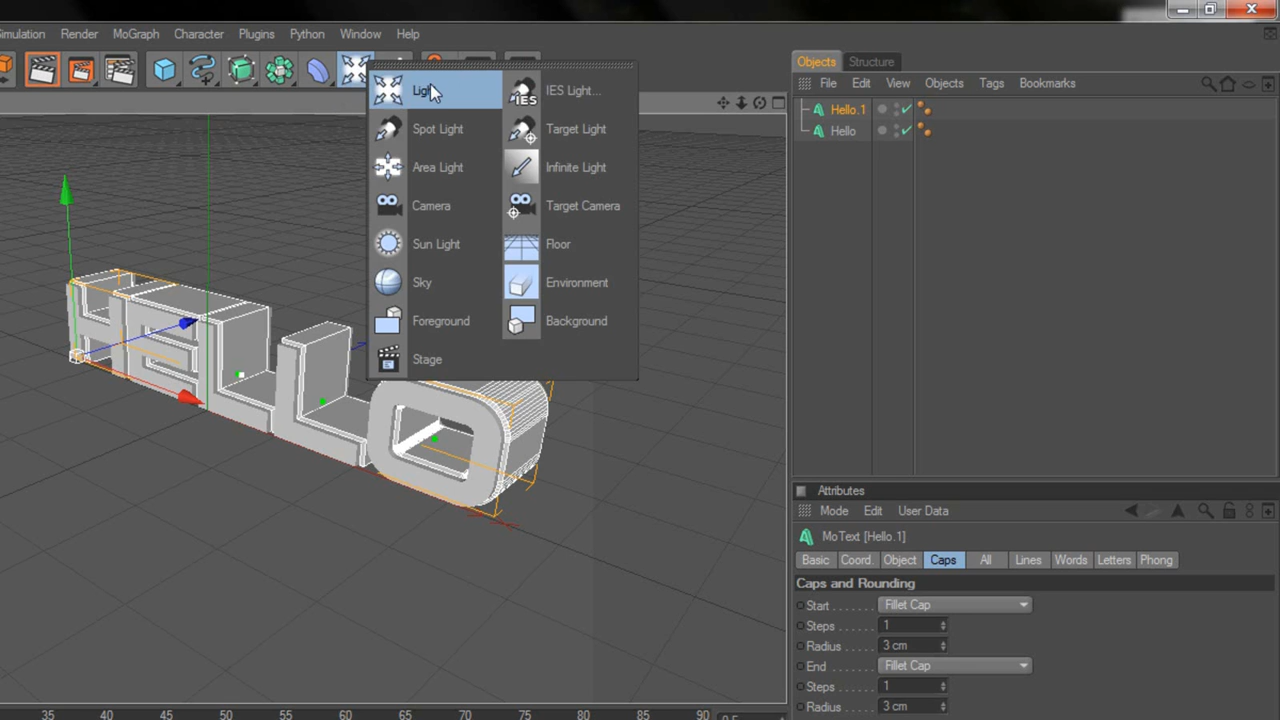 Simulation Render MoGraph Character Plugins Python Window Help
Objects Structure
File Edit View Objects Tags Bookmarks
Light
IES
IES Light...
Hello.1
Spot Light
Target Light
Hello
Area Light
Infinite Light
Camera
Target Camera
Sun Light
Floor
Sky
Environment
Foreground
Background
Stage
HELLO
Attributes
Mode Edit User Data
MoText [Hello.1]
Basic Coord. Object Caps All Lines Words Letters Phong
Caps and Rounding
Start . . . . . . . Fillet Cap
Steps . . . . . . 1
Radius . . . . . 3 cm
End . . . . . . . Fillet Cap
Steps . . . . . . 1
Radius . . . . . 3 cm
35 40 45 50 55 60 65 70 75 80 85 90